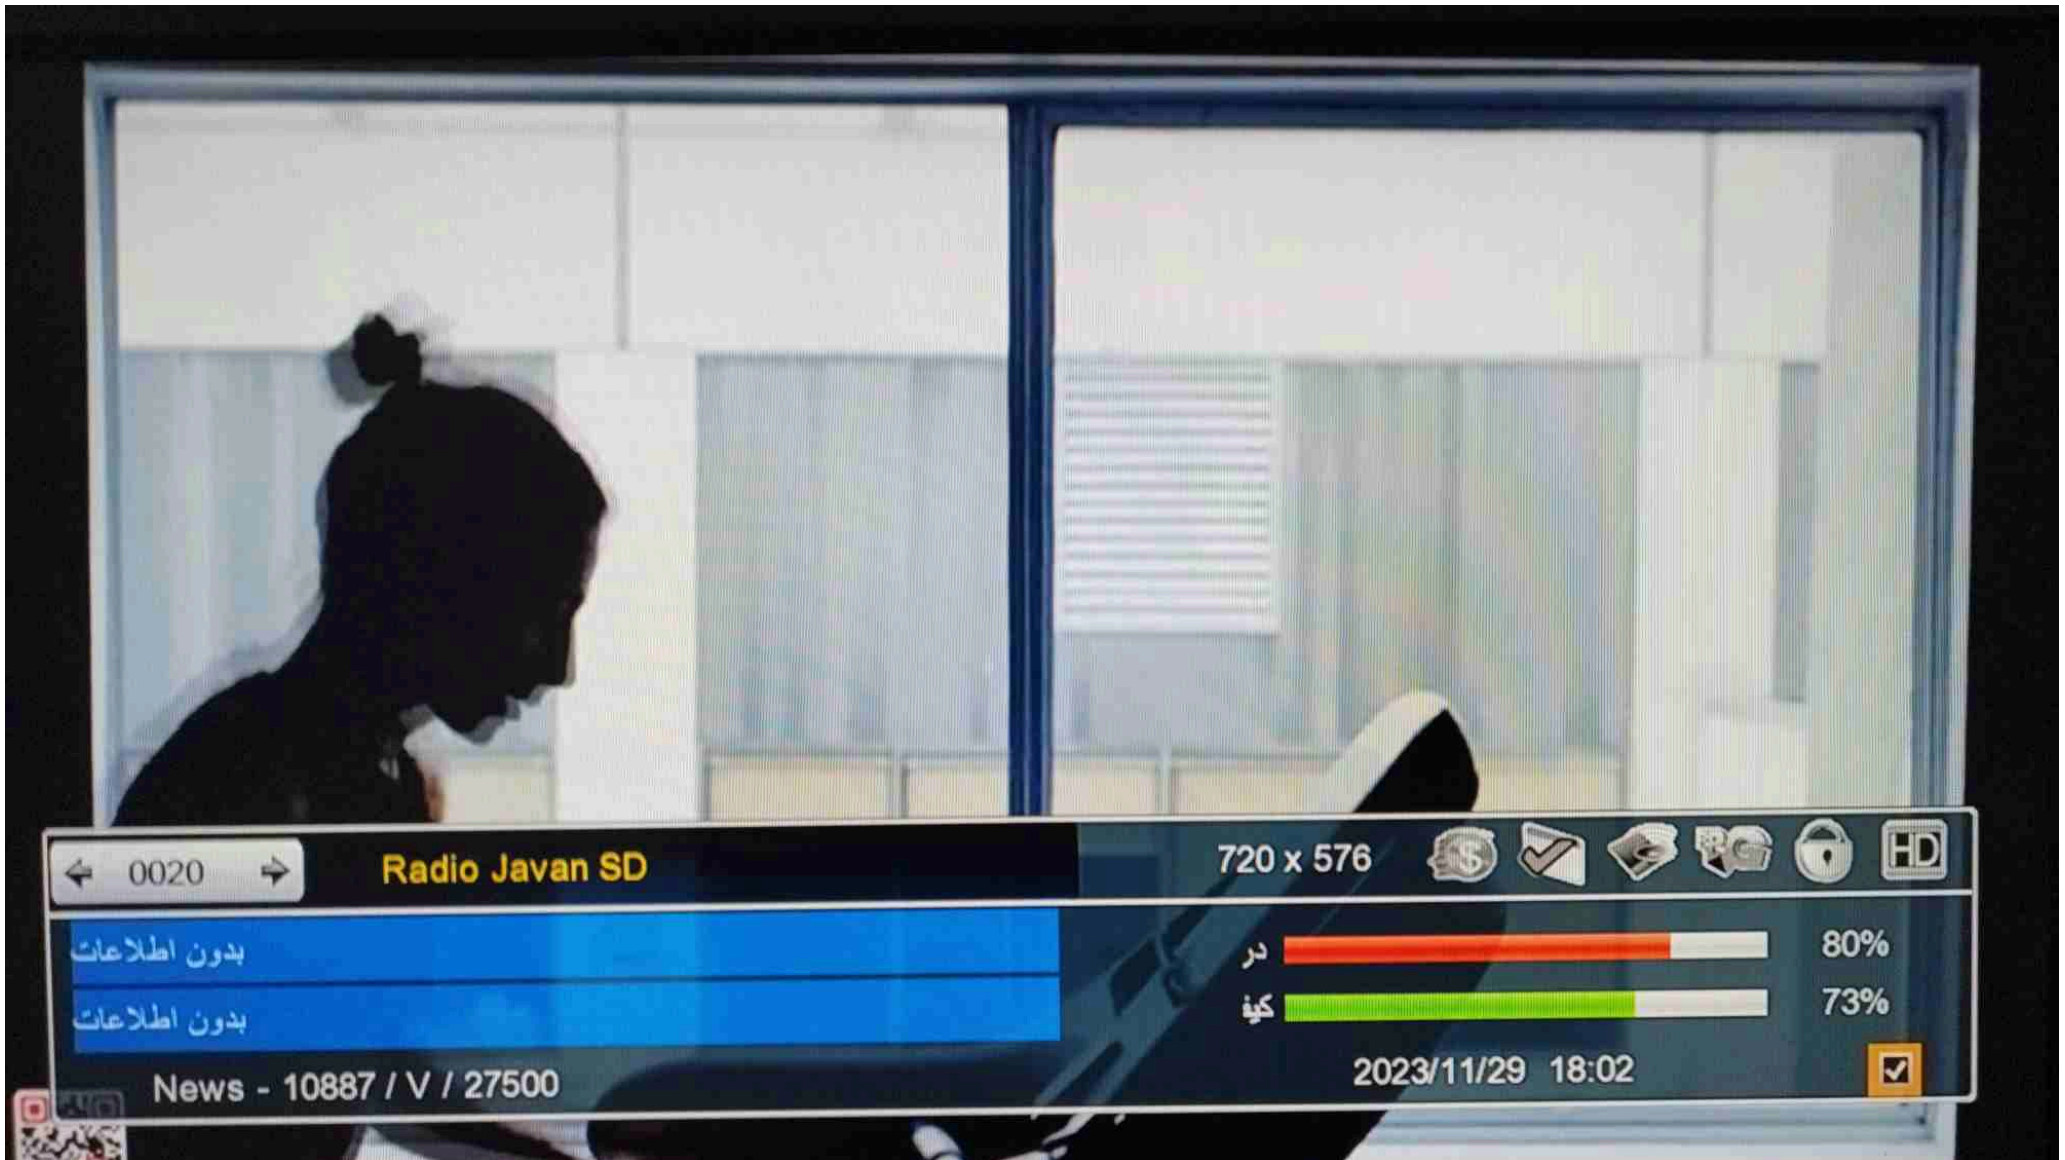 0020
Radio Javan SD
720 x 576
HD
بدون اطلاعات
در
80%
بدون اطلاعات
کیف
73%
News - 10887 / V / 27500
2023/11/29 18:02